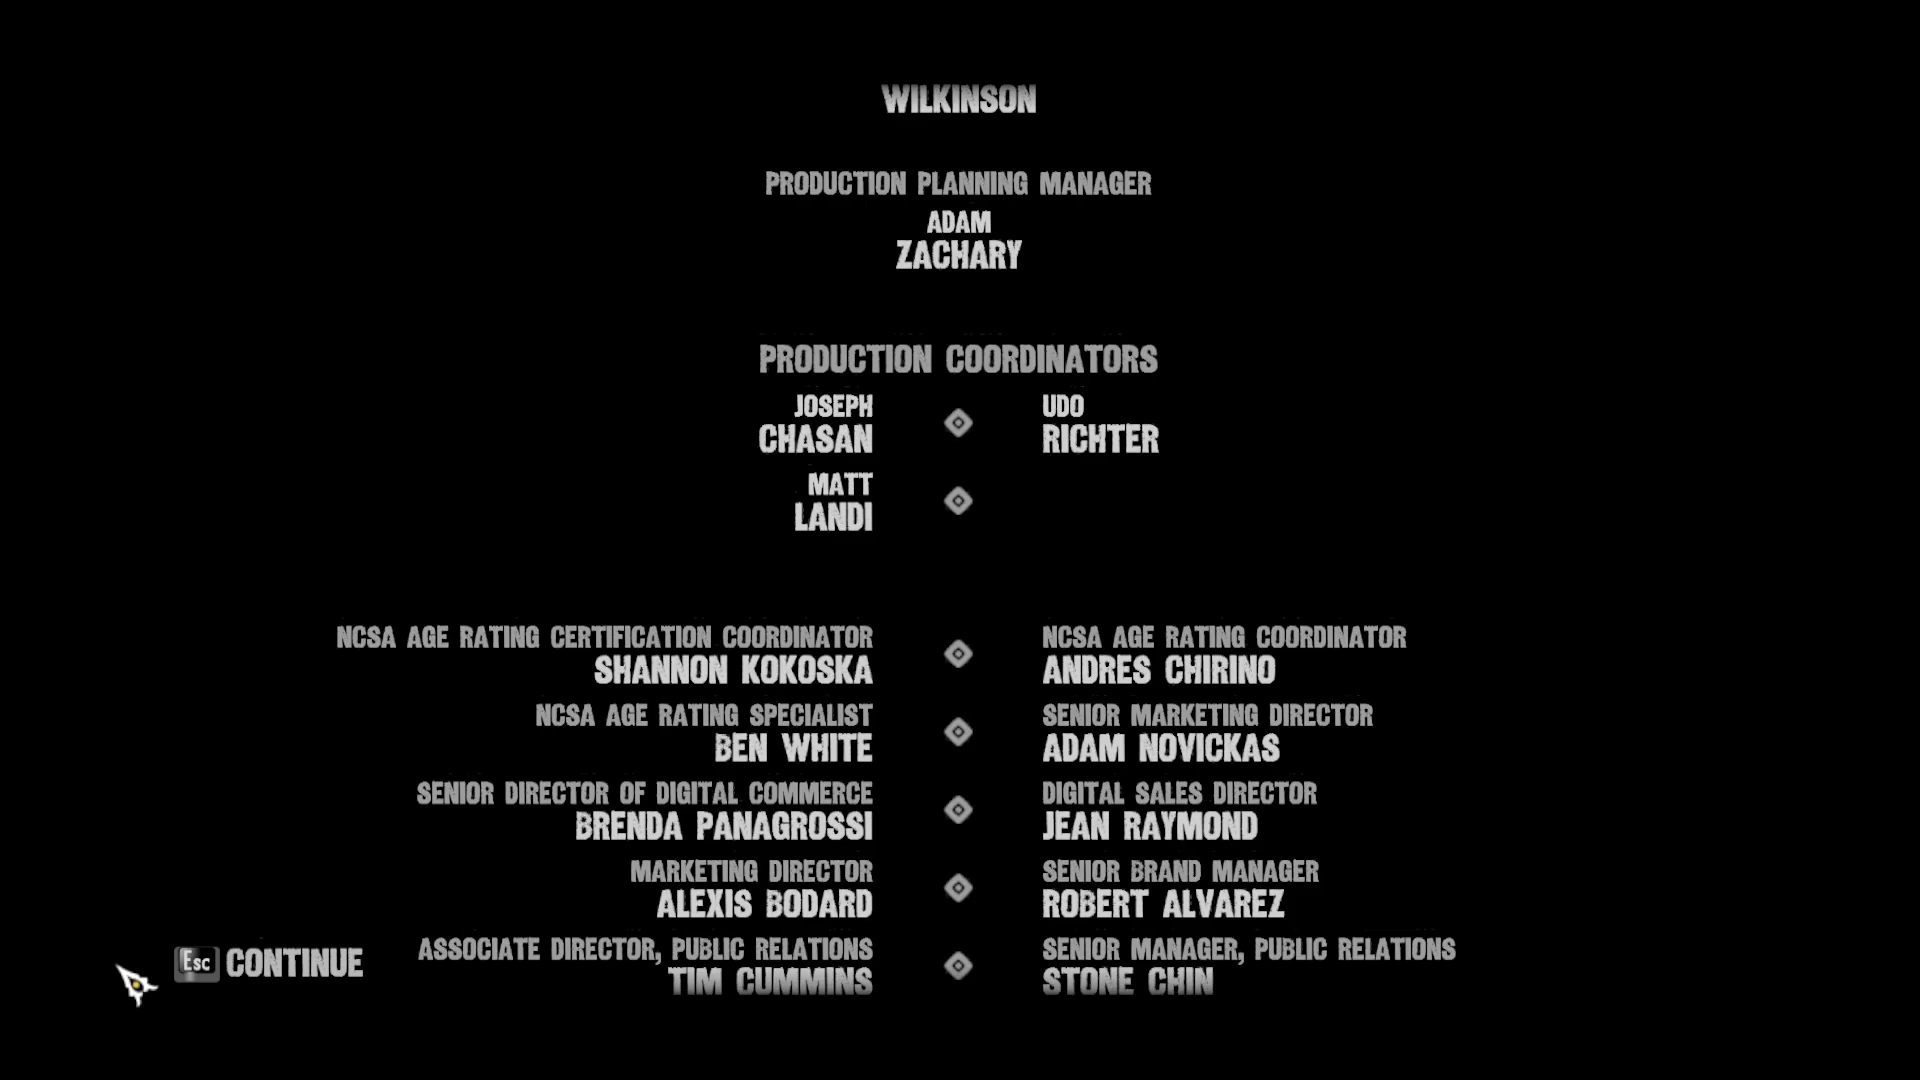 WILKINSON
PRODUCTION PLANNING MANAGER
ADAM
ZACHARY
PRODUCTION COORDINATORS
JOSEPH
CHASAN
UDO
RICHTER
MATT
LANDI
NCSA AGE RATING CERTIFICATION COORDINATOR
SHANNON KOKOSKA
NCSA AGE RATING COORDINATOR
ANDRES CHIRINO
NCSA AGE RATING SPECIALIST
BEN WHITE
SENIOR MARKETING DIRECTOR
ADAM NOVICKAS
SENIOR DIRECTOR OF DIGITAL COMMERCE
BRENDA PANAGROSSI
DIGITAL SALES DIRECTOR
JEAN RAYMOND
MARKETING DIRECTOR
ALEXIS BODARD
SENIOR BRAND MANAGER
ROBERT ALVAREZ
ASSOCIATE DIRECTOR, PUBLIC RELATIONS
TIM CUMMINS
SENIOR MANAGER, PUBLIC RELATIONS
STONE CHIN
Esc CONTINUE